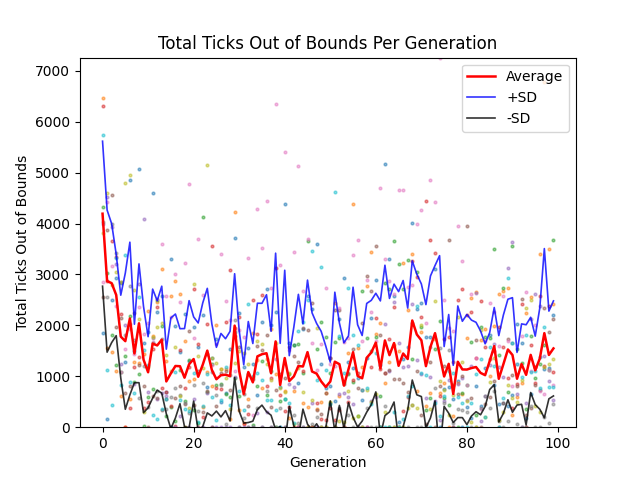 Total Ticks Out of Bounds Per Generation
Total Ticks Out of Bounds
7000
6000
5000
4000
3000
2000
1000
0
Average
+SD
-SD
0 20 40 60 80 100
Generation